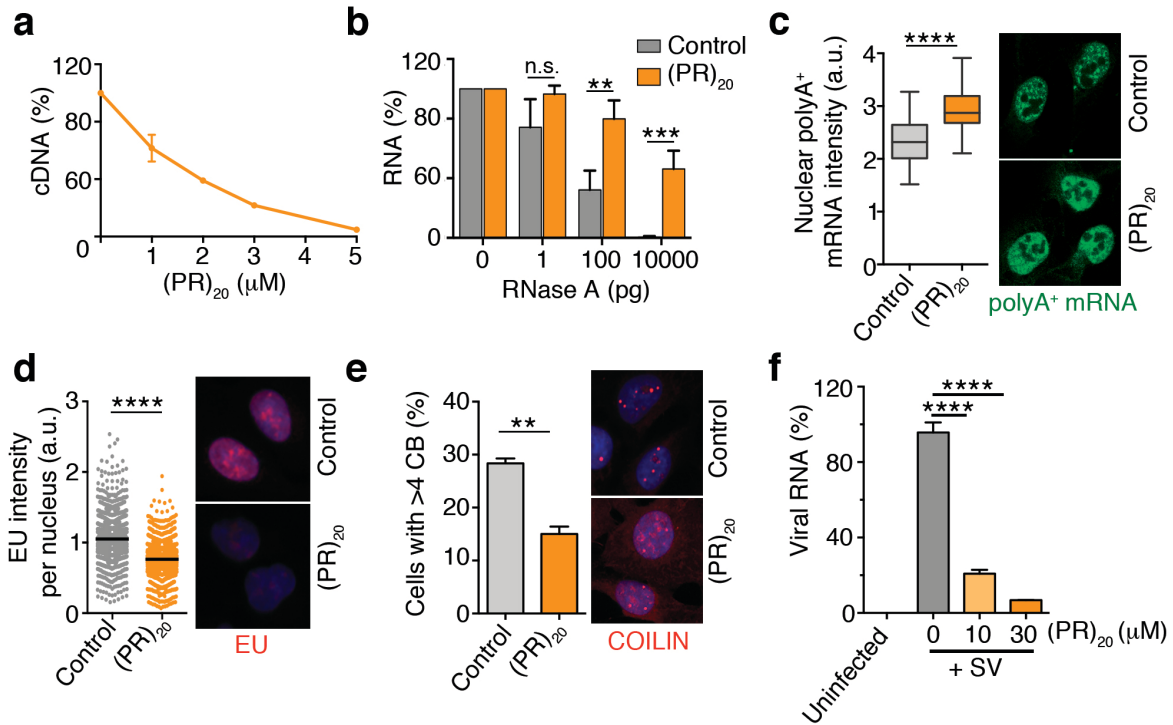 a
cDNA (%)
120
80
60
0
1 2 3 4 5
(PR)20 (μM)
b
RNA (%)
120
80
60
0
n.s.
**
***
Control
(PR)20
0 1 100 10000
RNase A (pg)
c
Nuclear polyA+
mRNA intensity (a.u.)
4
3
2
1
0
****
Control
(PR)20
Control
(PR)20
polyA+ mRNA
d
EU intensity
per nucleus (a.u.)
3
2
1
0
****
Control
(PR)20
Control
(PR)20
EU
e
Cells with >4 CB (%)
40
30
20
10
0
**
Control
(PR)20
Control
(PR)20
COILIN
f
Viral RNA (%)
120
80
40
0
****
****
Uninfected
0 10 30 (PR)20 (μM)
+ SV